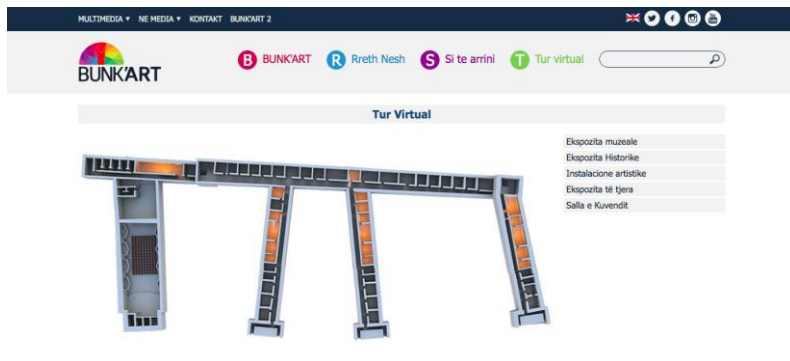 MULTIMEDIA ▾ NE MEDIA ▾ KONTAKT BUNK'ART 2
BUNK'ART
B BUNK'ART R Rreth Nesh S Si te arrini T Tur virtual
Tur Virtual
Ekspozita muzeale
Ekspozita Historike
Instalacione artistike
Ekspozita të tjera
Salla e Kuvendit